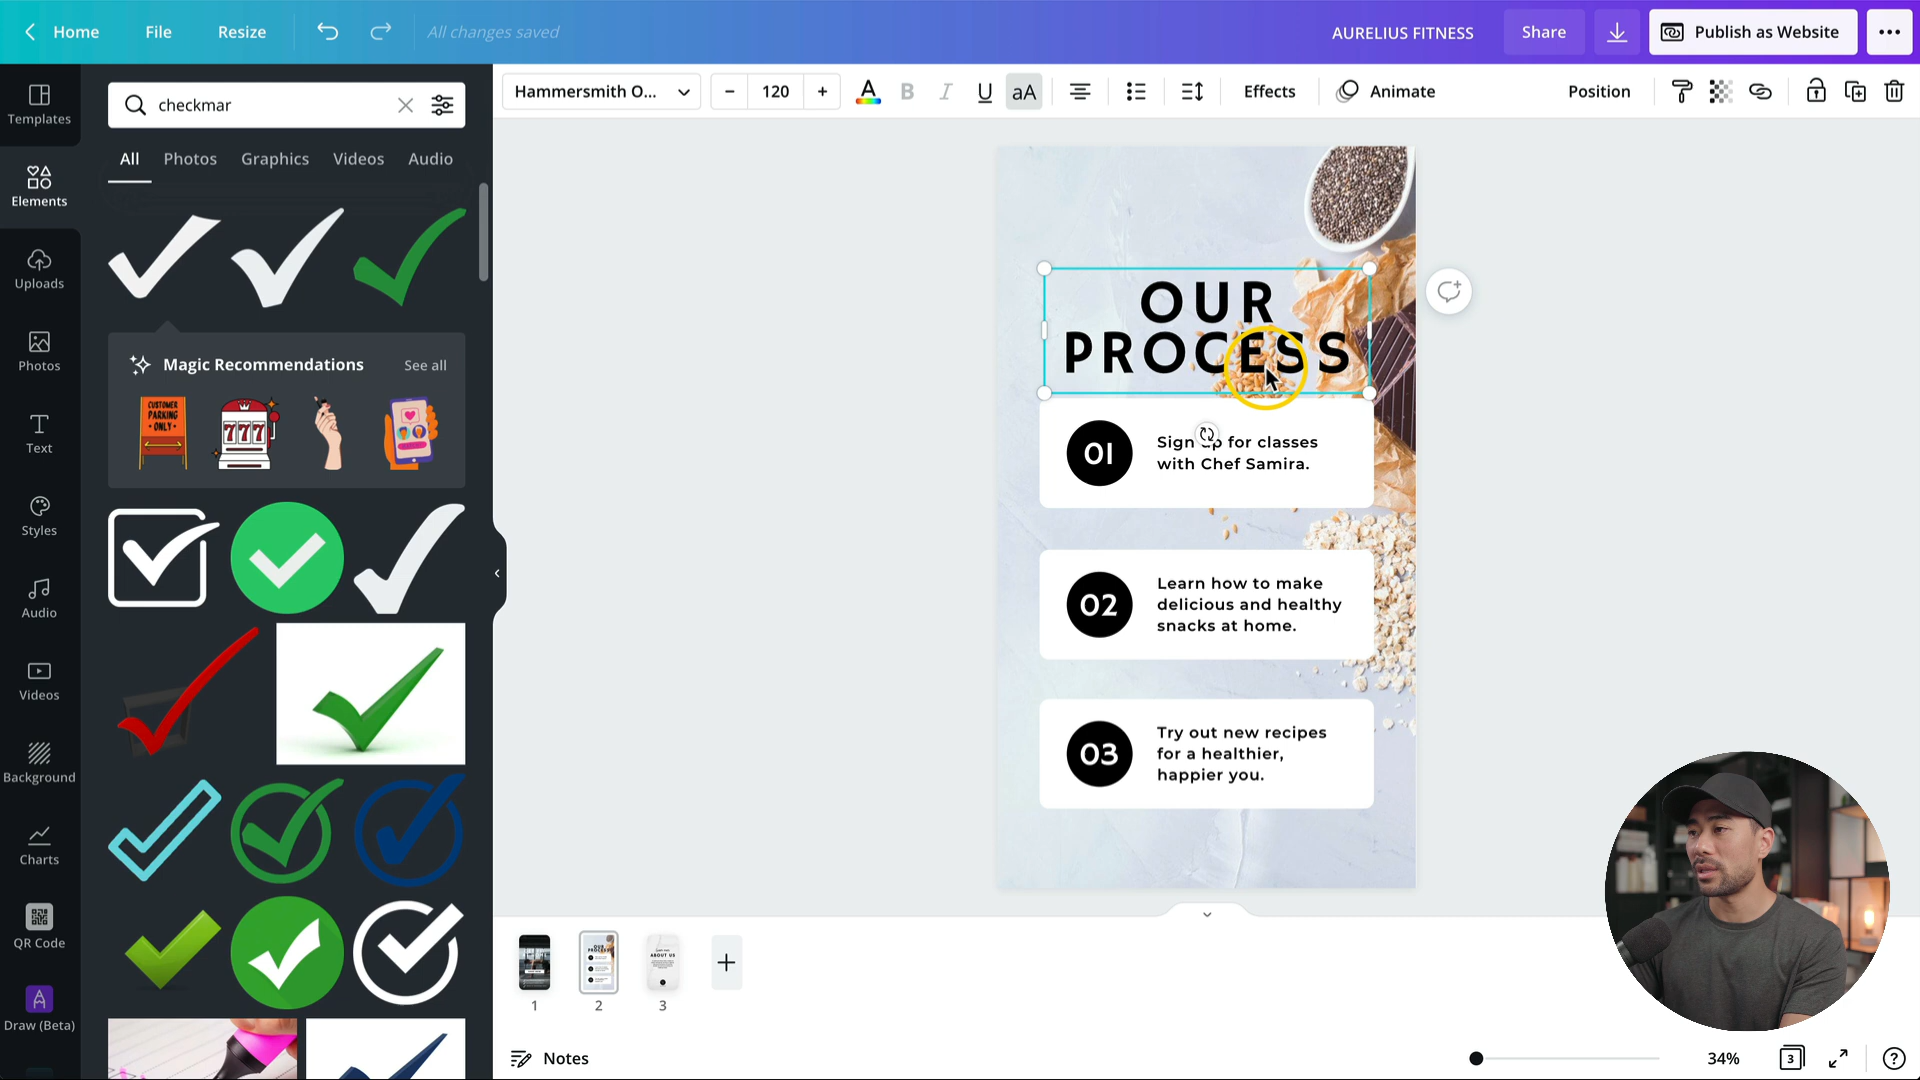 Home
File
Resize
All changes saved
AURELIUS FITNESS
Share
Publish as Website
Hammersmith O...
120
A
B
I
U
aA
Effects
Animate
Position
Templates
Elements
Uploads
Photos
Text
Styles
Audio
Videos
Background
Charts
QR Code
Draw (Beta)
checkmar
All
Photos
Graphics
Videos
Audio
Magic Recommendations
See all
CUSTOMER
PARKING
ONLY
777
OUR
PROCESS
01
Sign up for classes
with Chef Samira.
02
Learn how to make
delicious and healthy
snacks at home.
03
Try out new recipes
for a healthier,
happier you.
OUR
PROCESS
ABOUT US
1
2
3
Notes
34%
3